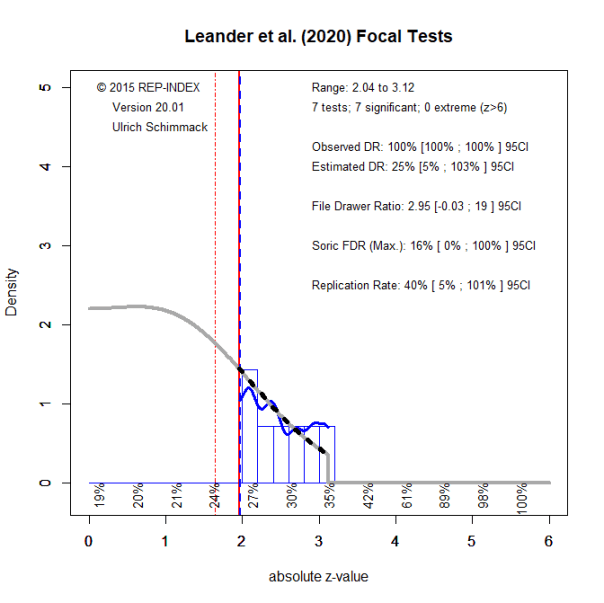 Leander et al. (2020) Focal Tests
© 2015 REP-INDEX
Version 20.01
Ulrich Schimmack
Range: 2.04 to 3.12
7 tests; 7 significant; 0 extreme (z>6)
Observed DR: 100% [100% ; 100% ] 95CI
Estimated DR: 25% [5% ; 103% ] 95CI
File Drawer Ratio: 2.95 [-0.03 ; 19 ] 95CI
Soric FDR (Max.): 16% [ 0% ; 100% ] 95CI
Replication Rate: 40% [ 5% ; 101% ] 95CI
Density
5
4
3
2
1
0
19% 20% 21% 24% 27% 30% 35% 42% 61% 89% 98% 100%
0 1 2 3 4 5 6
absolute z-value